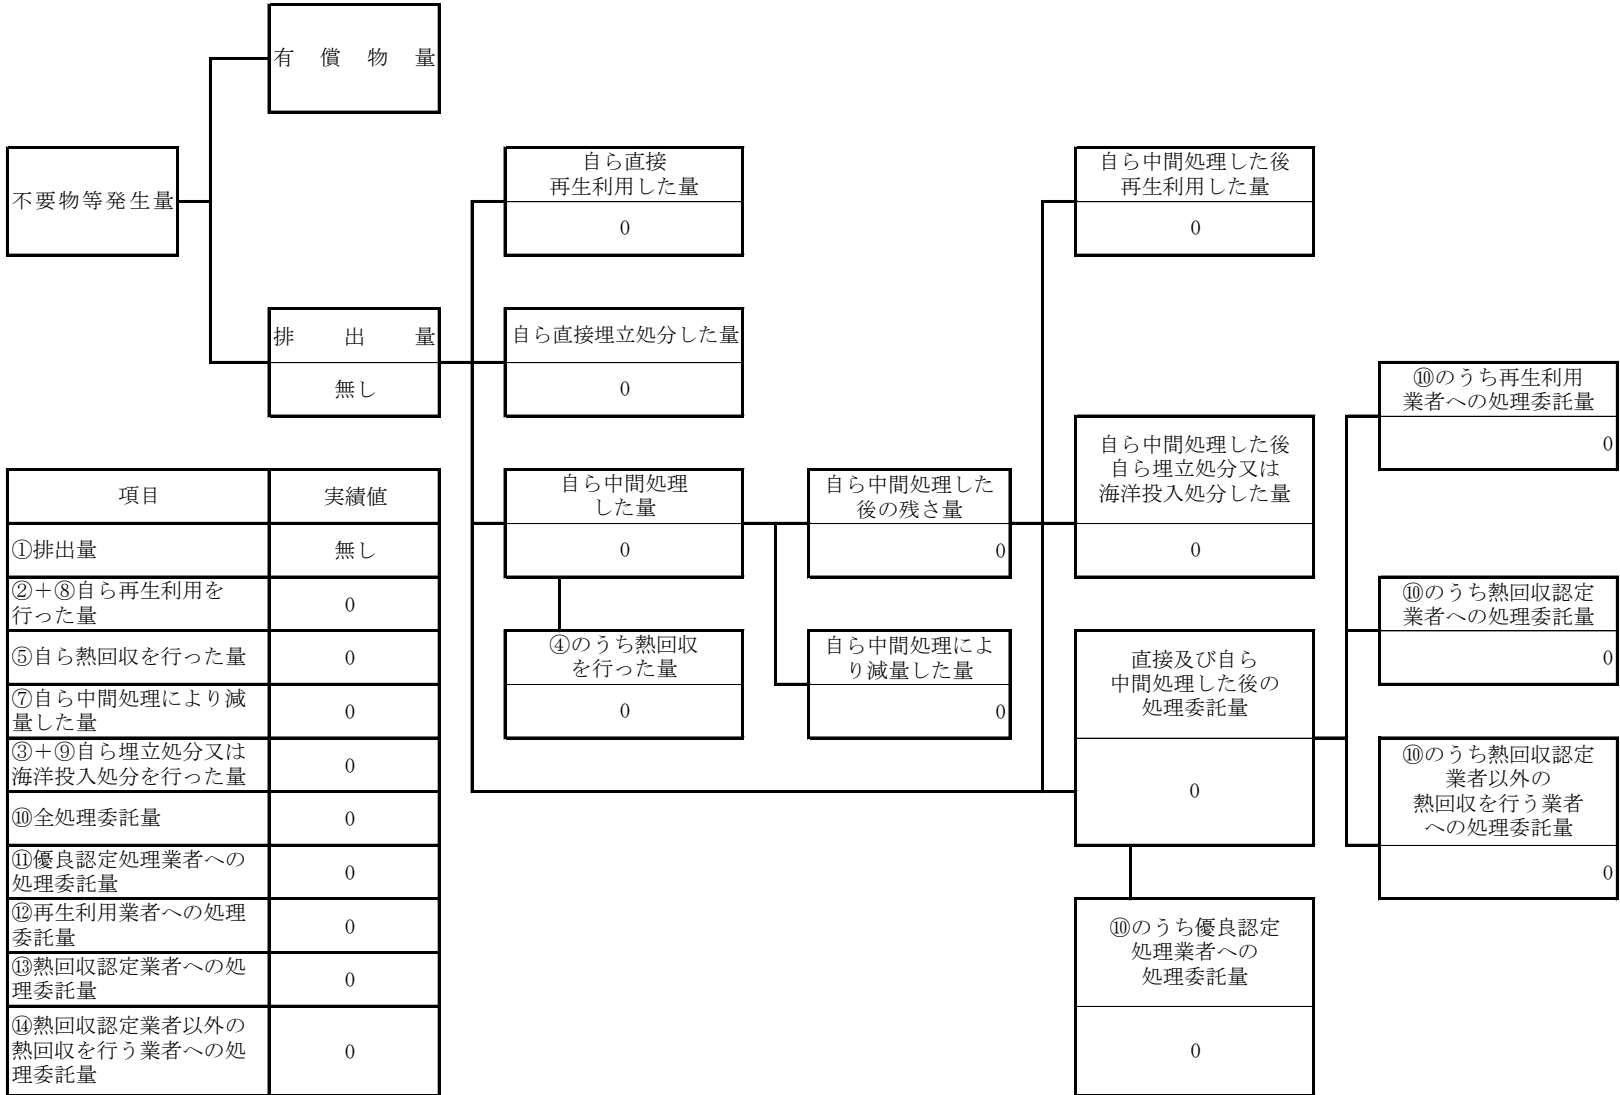 有償物量
不要物等発生量
自ら直接
再生利用した量
0
自ら中間処理した後
再生利用した量
0
排出量
無し
自ら直接埋立処分した量
0
⑩のうち再生利用
業者への処理委託量
0
自ら中間処理
した量
0
自ら中間処理した
後の残さ量
0
自ら中間処理した後
自ら埋立処分又は
海洋投入処分した量
0
⑩のうち熱回収認定
業者への処理委託量
0
④のうち熱回収
を行った量
0
自ら中間処理によ
り減量した量
0
直接及び自ら
中間処理した後の
処理委託量
0
⑩のうち熱回収認定
業者以外の
熱回収を行う業者
への処理委託量
0
⑩のうち優良認定
処理業者への
処理委託量
0
項目 実績値
①排出量 無し
②+⑧自ら再生利用を
行った量 0
⑤自ら熱回収を行った量 0
⑦自ら中間処理により減
量した量 0
③+⑨自ら埋立処分又は
海洋投入処分を行った量 0
⑩全処理委託量 0
⑪優良認定処理業者への
処理委託量 0
⑫再生利用業者への処理
委託量 0
⑬熱回収認定業者への処
理委託量 0
⑭熱回収認定業者以外の
熱回収を行う業者への処
理委託量 0